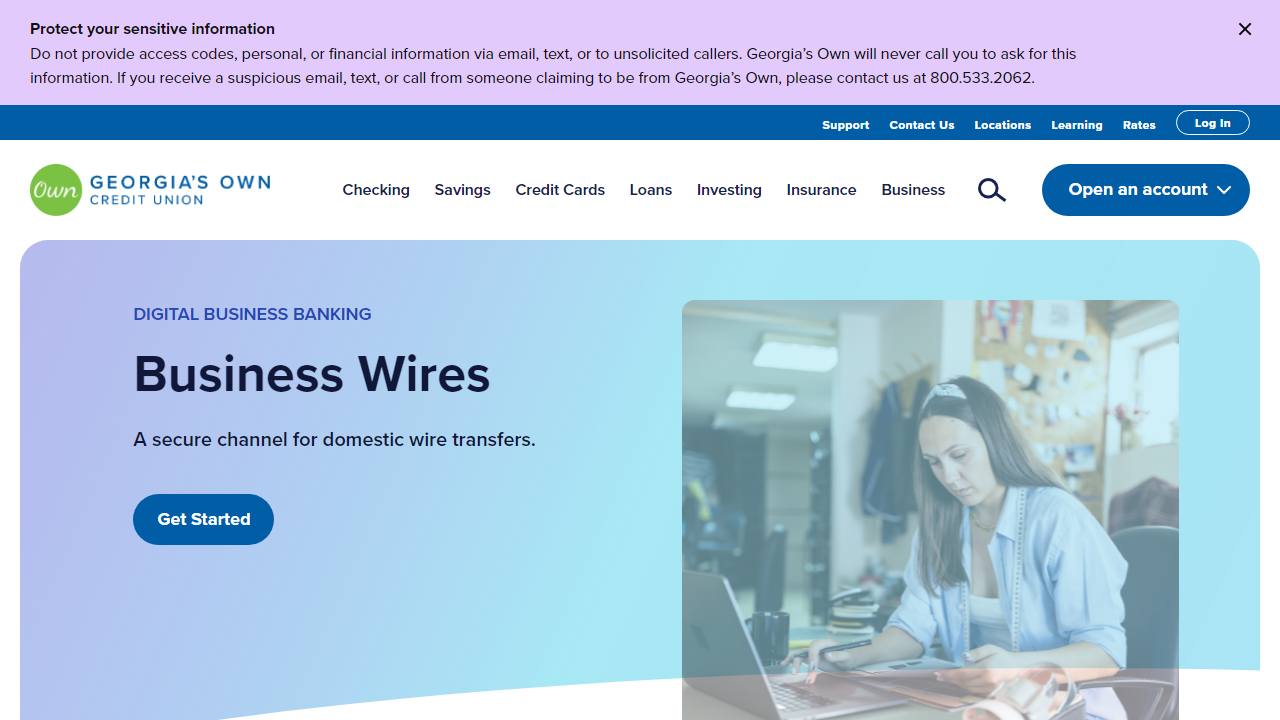 Protect your sensitive information
Do not provide access codes, personal, or financial information via email, text, or to unsolicited callers. Georgia’s Own will never call you to ask for this
information. If you receive a suspicious email, text, or call from someone claiming to be from Georgia’s Own, please contact us at 800.533.2062.
Support Contact Us Locations Learning Rates Log In
Own GEORGIA’S OWN
CREDIT UNION
Checking Savings Credit Cards Loans Investing Insurance Business Open an account
DIGITAL BUSINESS BANKING
Business Wires
A secure channel for domestic wire transfers.
Get Started